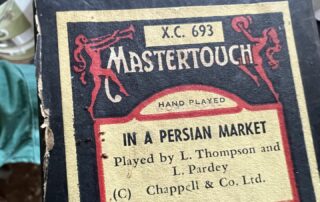 X.C. 693
MASTERTOUCH
HAND PLAYED
IN A PERSIAN MARKET
Played by L. Thompson and
L. Pardey
(C) Chappell & Co. Ltd.